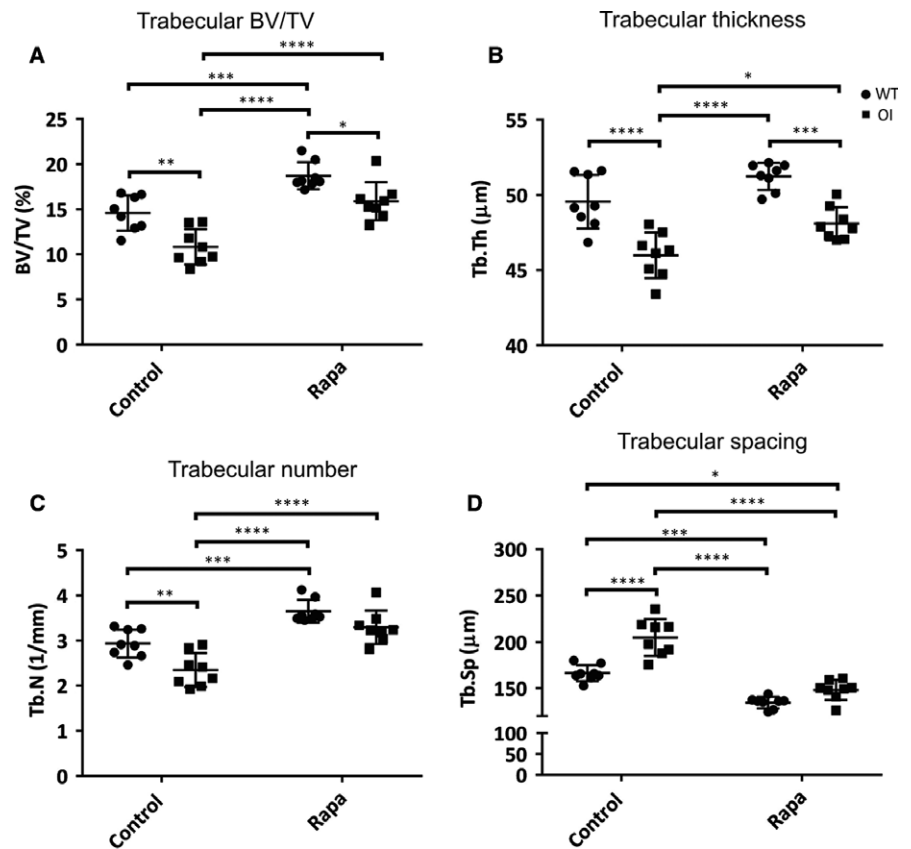 Trabecular BV/TV
A
****
***
****
*
**
25
20
15
10
5
0
BV/TV (%)
Control
Rapa
Trabecular thickness
B
WT
OI
*
****
****
***
55
50
45
40
Tb.Th (μm)
Control
Rapa
Trabecular number
C
****
****
***
**
5
4
3
2
1
0
Tb.N (1/mm)
Control
Rapa
Trabecular spacing
D
*
****
***
****
****
300
250
200
150
100
50
0
Tb.Sp (μm)
Control
Rapa